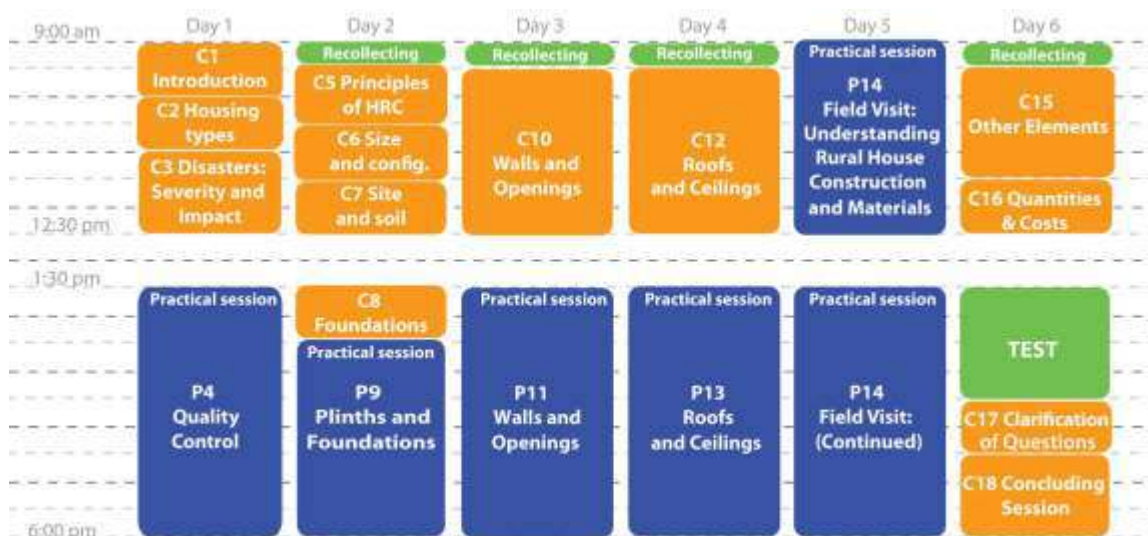 Day 1
Day 2
Day 3
Day 4
Day 5
Day 6
9:00 am
12:30 pm
1:30 pm
6:00 pm
C1
Introduction
C2 Housing
types
C3 Disasters:
Severity and
Impact
Practical session
P4
Quality
Control
Recollecting
C5 Principles
of HRC
C6 Size
and config.
C7 Site
and soil
C8
Foundations
Practical session
P9
Plinths and
Foundations
Recollecting
C10
Walls and
Openings
Practical session
P11
Walls and
Openings
Recollecting
C12
Roofs
and Ceilings
Practical session
P13
Roofs
and Ceilings
Practical session
P14
Field Visit:
Understanding
Rural House
Construction
and Materials
Practical session
P14
Field Visit:
(Continued)
Recollecting
C15
Other Elements
C16 Quantities
& Costs
TEST
C17 Clarification
of Questions
C18 Concluding
Session